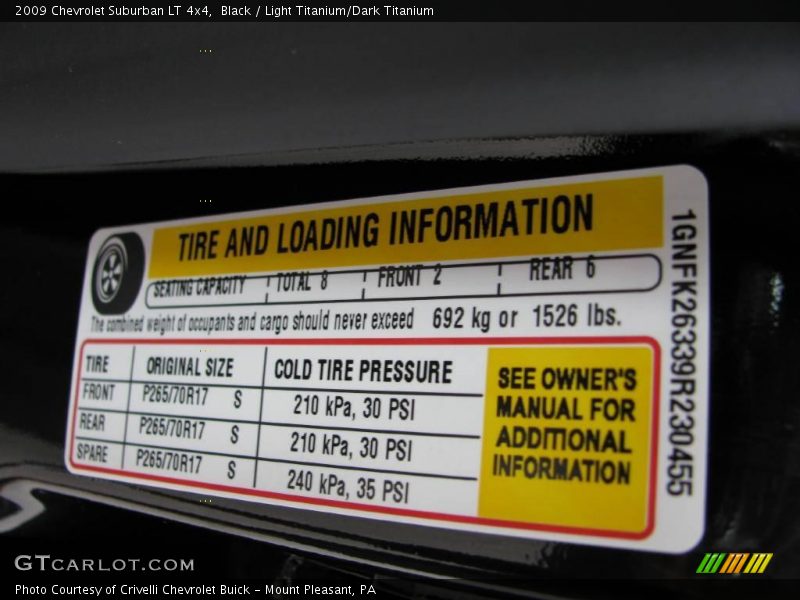 2009 Chevrolet Suburban LT 4x4,  Black / Light Titanium/Dark Titanium
TIRE AND LOADING INFORMATION
SEATING CAPACITY TOTAL 8 FRONT 2 REAR 6
The combined weight of occupants and cargo should never exceed 692 kg or 1526 lbs.
TIRE ORIGINAL SIZE COLD TIRE PRESSURE
FRONT P265/70R17 S 210 kPa, 30 PSI
REAR P265/70R17 S 210 kPa, 30 PSI
SPARE P265/70R17 S 240 kPa, 35 PSI
SEE OWNER'S
MANUAL FOR
ADDITIONAL
INFORMATION
1GNFK26339R230455
GTCARLOT.COM
Photo Courtesy of Crivelli Chevrolet Buick - Mount Pleasant, PA